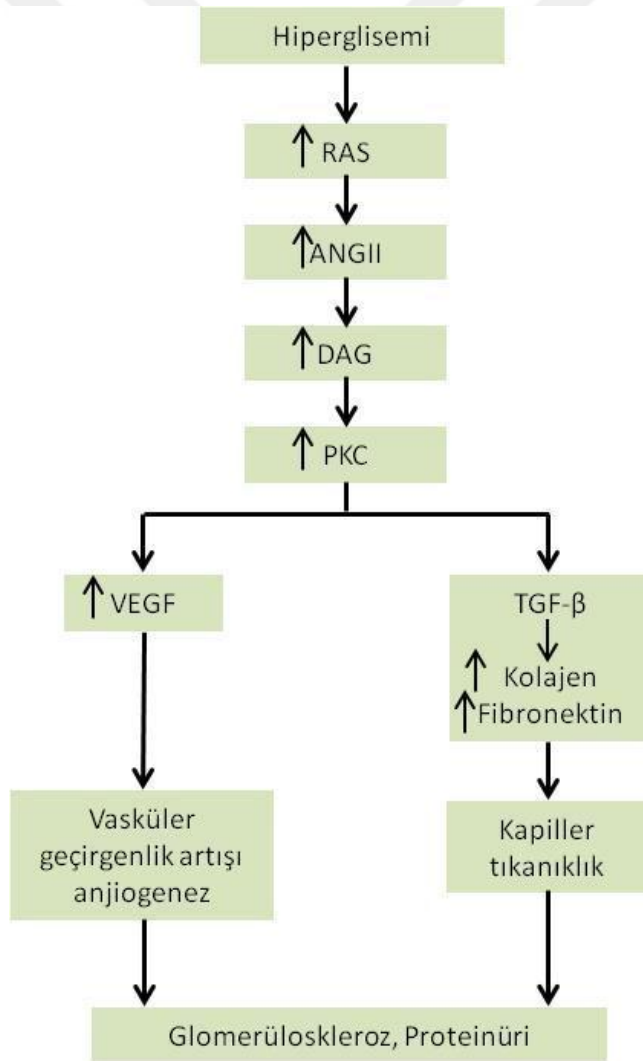 Hiperglisemi
↑ RAS
↑ANGII
↑ DAG
↑ PKC
↑ VEGF
TGF-β
↓
↑ Kolajen
↑Fibronektin
Vasküler
geçirgenlik artışı
anjiogenez
Kapiller
tıkanıklık
Glomerüloskleroz, Proteinüri